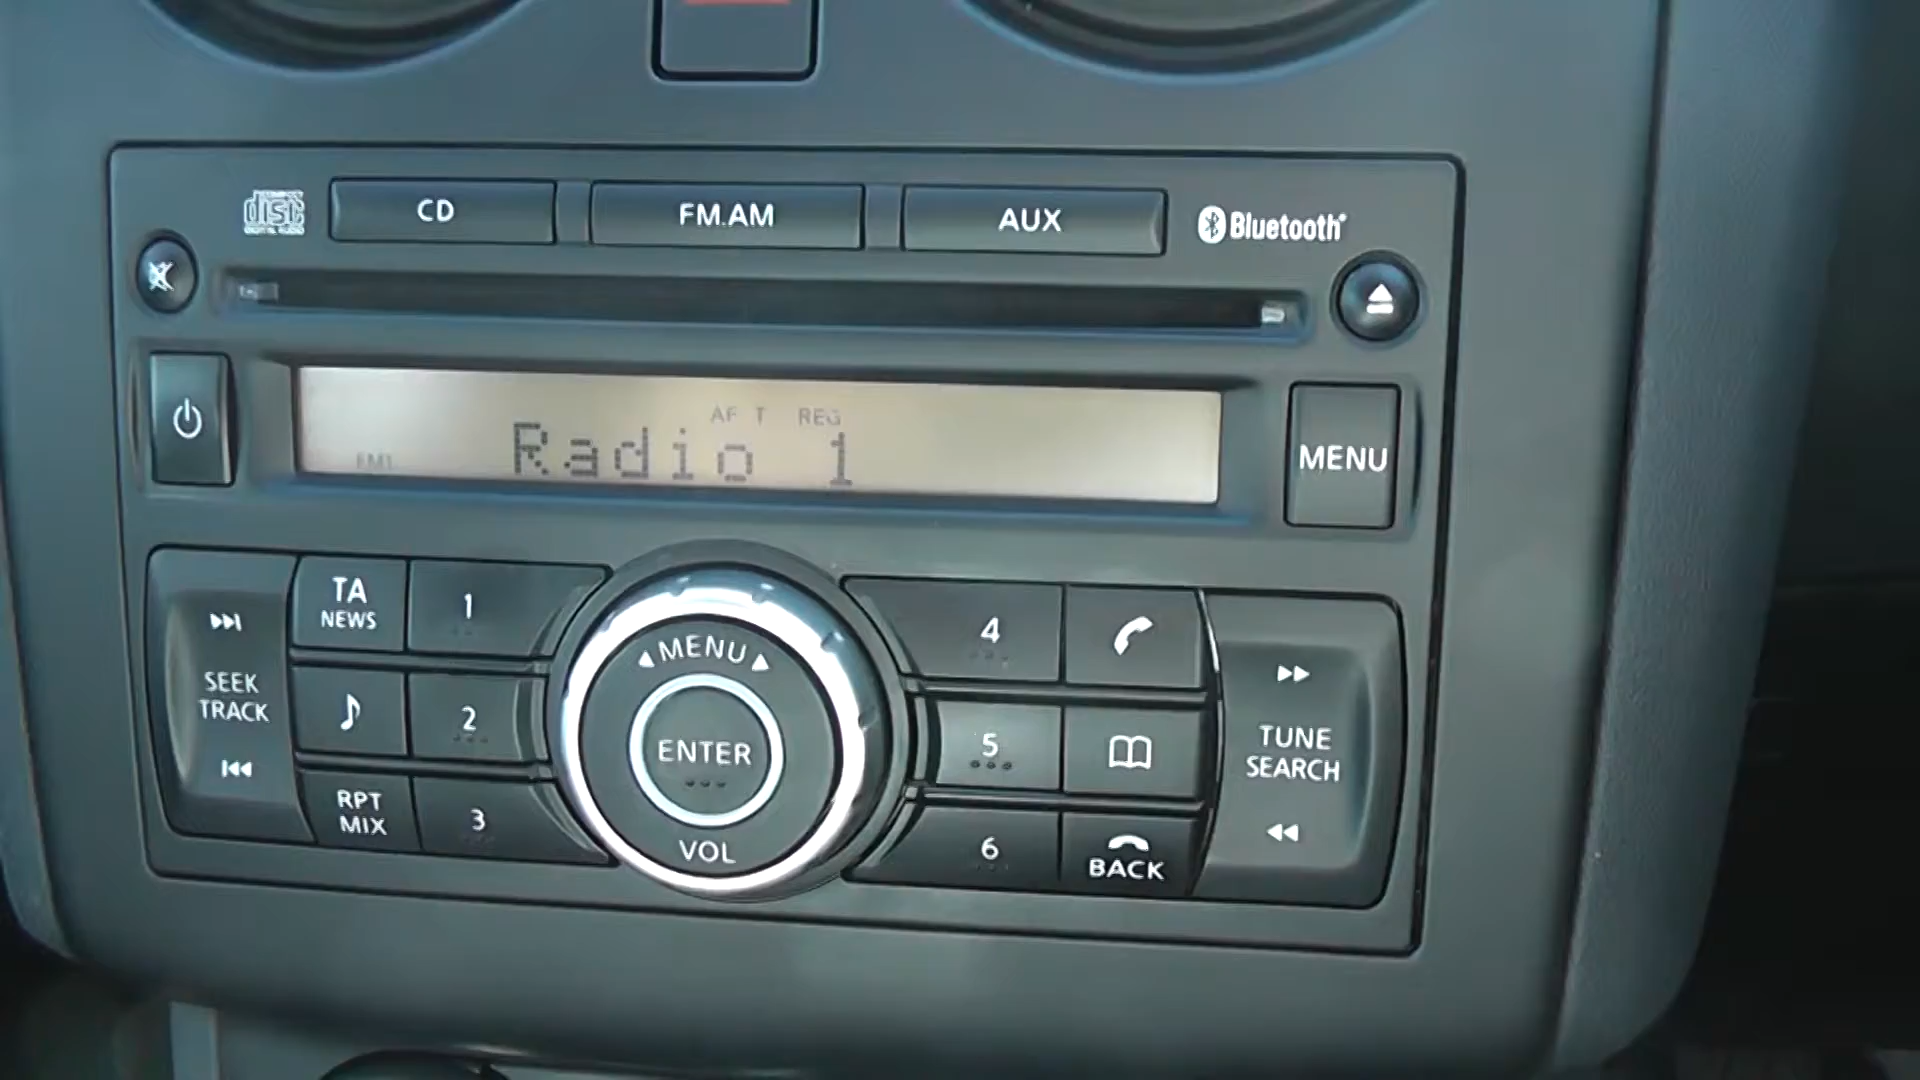 disc
CD
FM.AM
AUX
Bluetooth
AF T REG
FM1
Radio 1
MENU
TA
NEWS
1
4
SEEK
TRACK
2
MENU
ENTER
VOL
5
TUNE
SEARCH
RPT
MIX
3
6
BACK